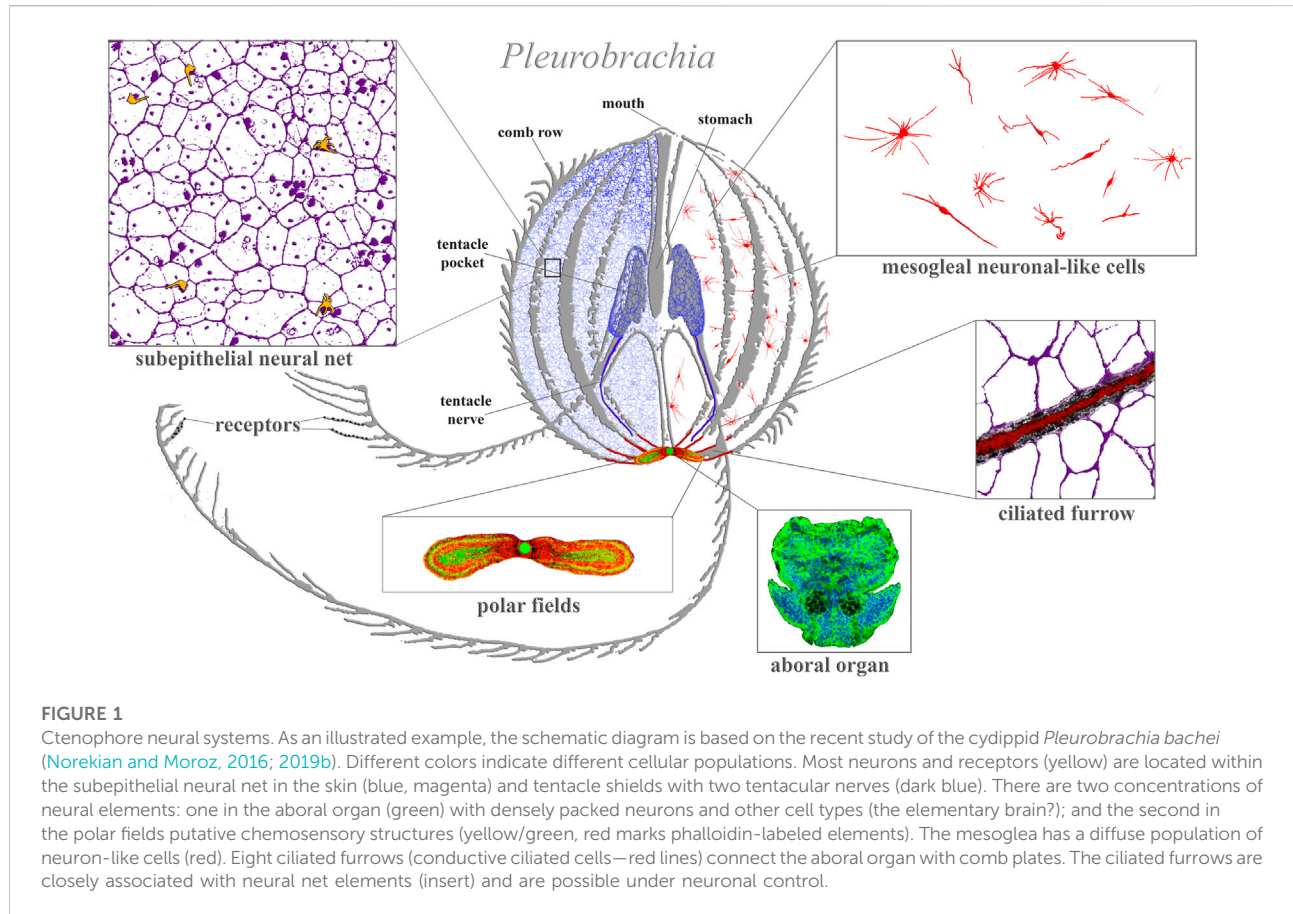 Pleurobrachia
mouth
stomach
comb row
tentacle
pocket
mesogleal neuronal-like cells
subepithelial neural net
tentacle
nerve
receptors
ciliated furrow
polar fields
aboral organ
FIGURE 1
Ctenophore neural systems. As an illustrated example, the schematic diagram is based on the recent study of the cydippid Pleurobrachia bachei
(Norekian and Moroz, 2016; 2019b). Different colors indicate different cellular populations. Most neurons and receptors (yellow) are located within
the subepithelial neural net in the skin (blue, magenta) and tentacle shields with two tentacular nerves (dark blue). There are two concentrations of
neural elements: one in the aboral organ (green) with densely packed neurons and other cell types (the elementary brain?); and the second in
the polar fields putative chemosensory structures (yellow/green, red marks phalloidin-labeled elements). The mesoglea has a diffuse population of
neuron-like cells (red). Eight ciliated furrows (conductive ciliated cells—red lines) connect the aboral organ with comb plates. The ciliated furrows are
closely associated with neural net elements (insert) and are possible under neuronal control.